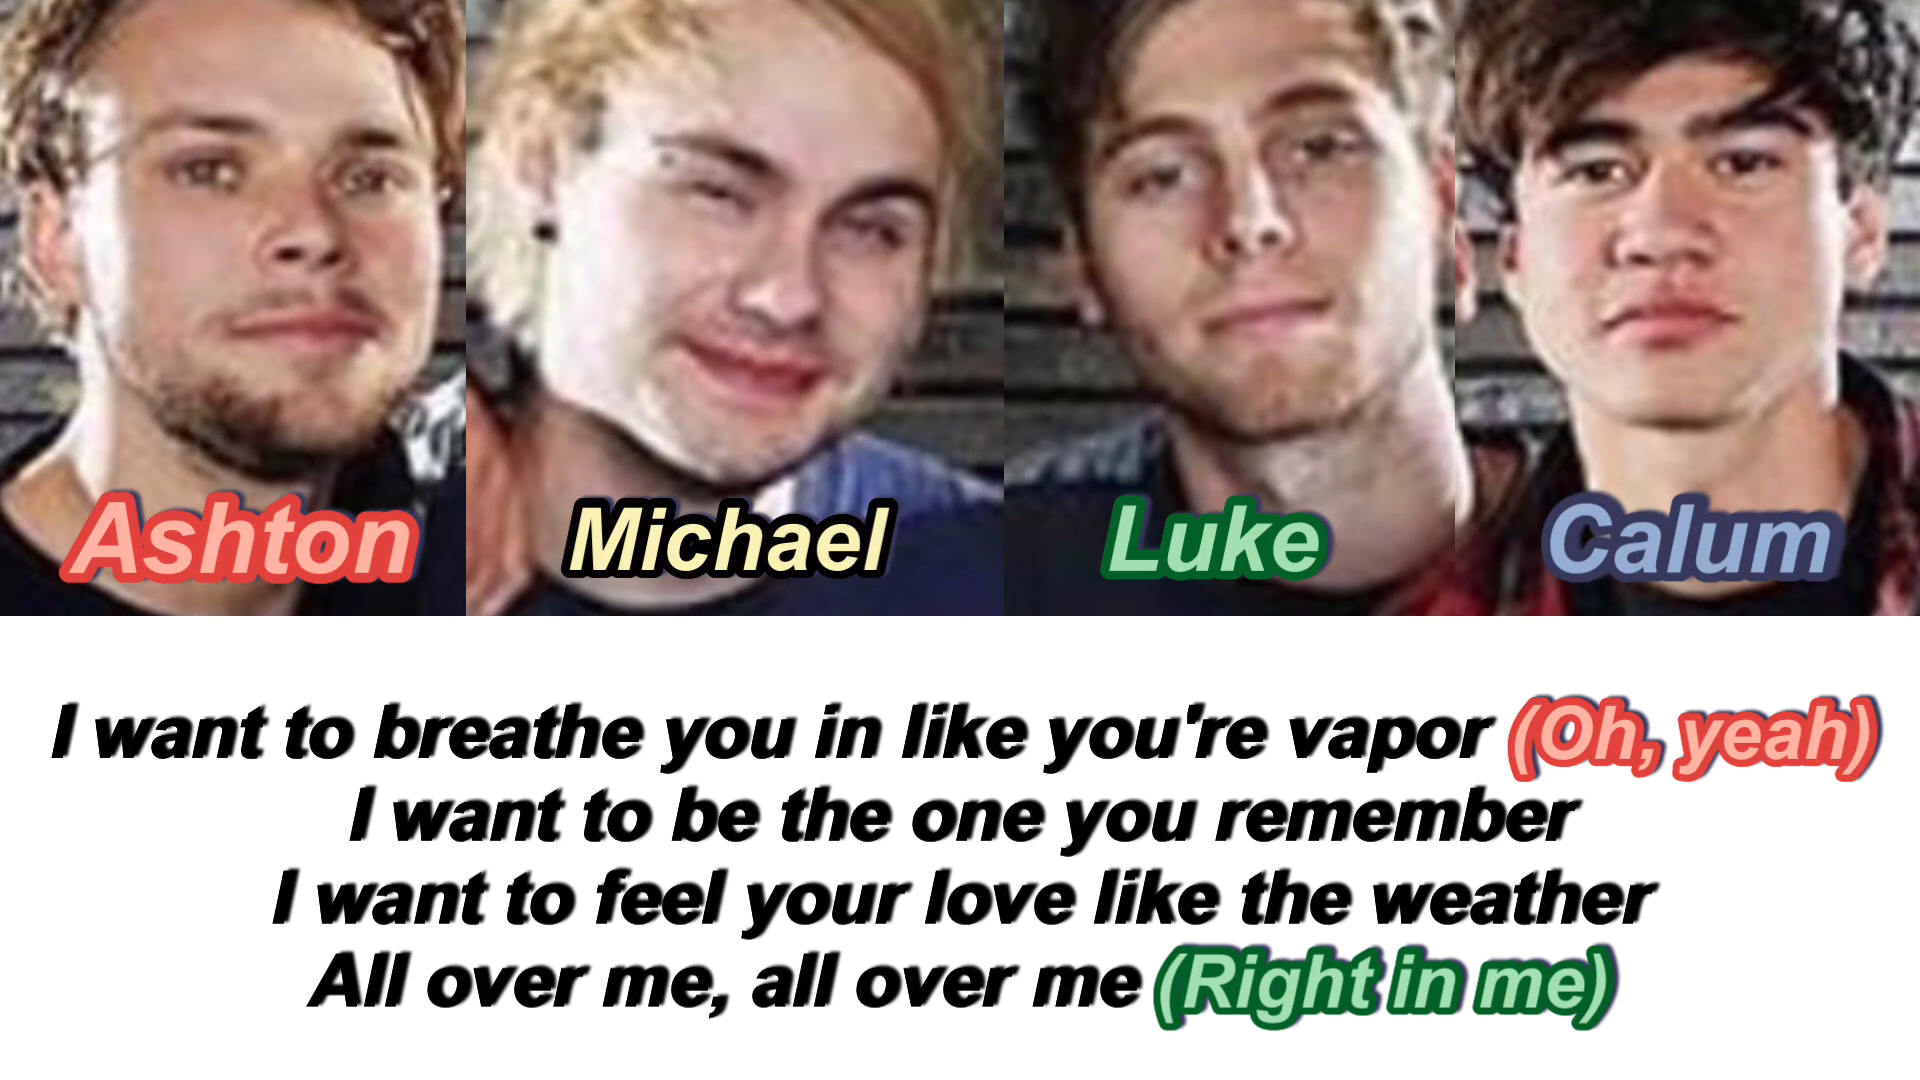 Ashton Michael Luke Calum
I want to breathe you in like you're vapor (Oh, yeah)
I want to be the one you remember
I want to feel your love like the weather
All over me, all over me (Right in me)